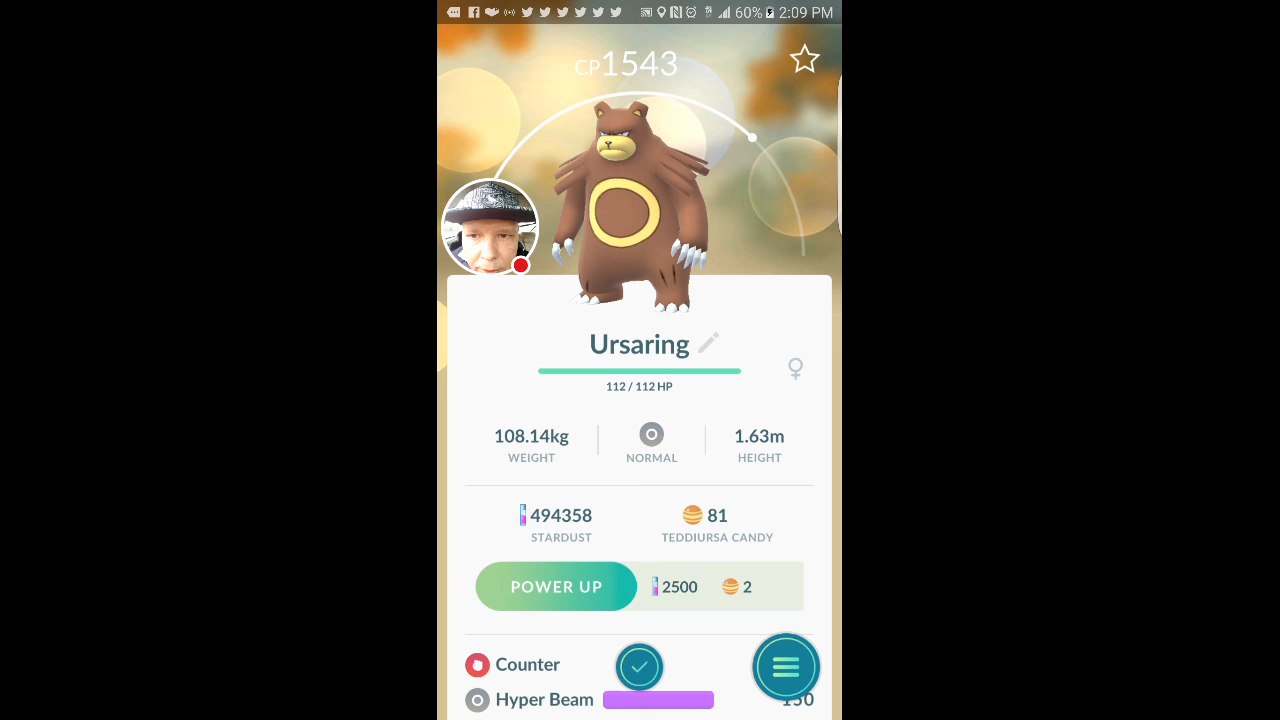 60% 2:09 PM
CP1543
Ursaring
112 / 112 HP
108.14kg
WEIGHT
NORMAL
1.63m
HEIGHT
494358
STARDUST
81
TEDDIURSA CANDY
POWER UP 2500 2
Counter
Hyper Beam 150